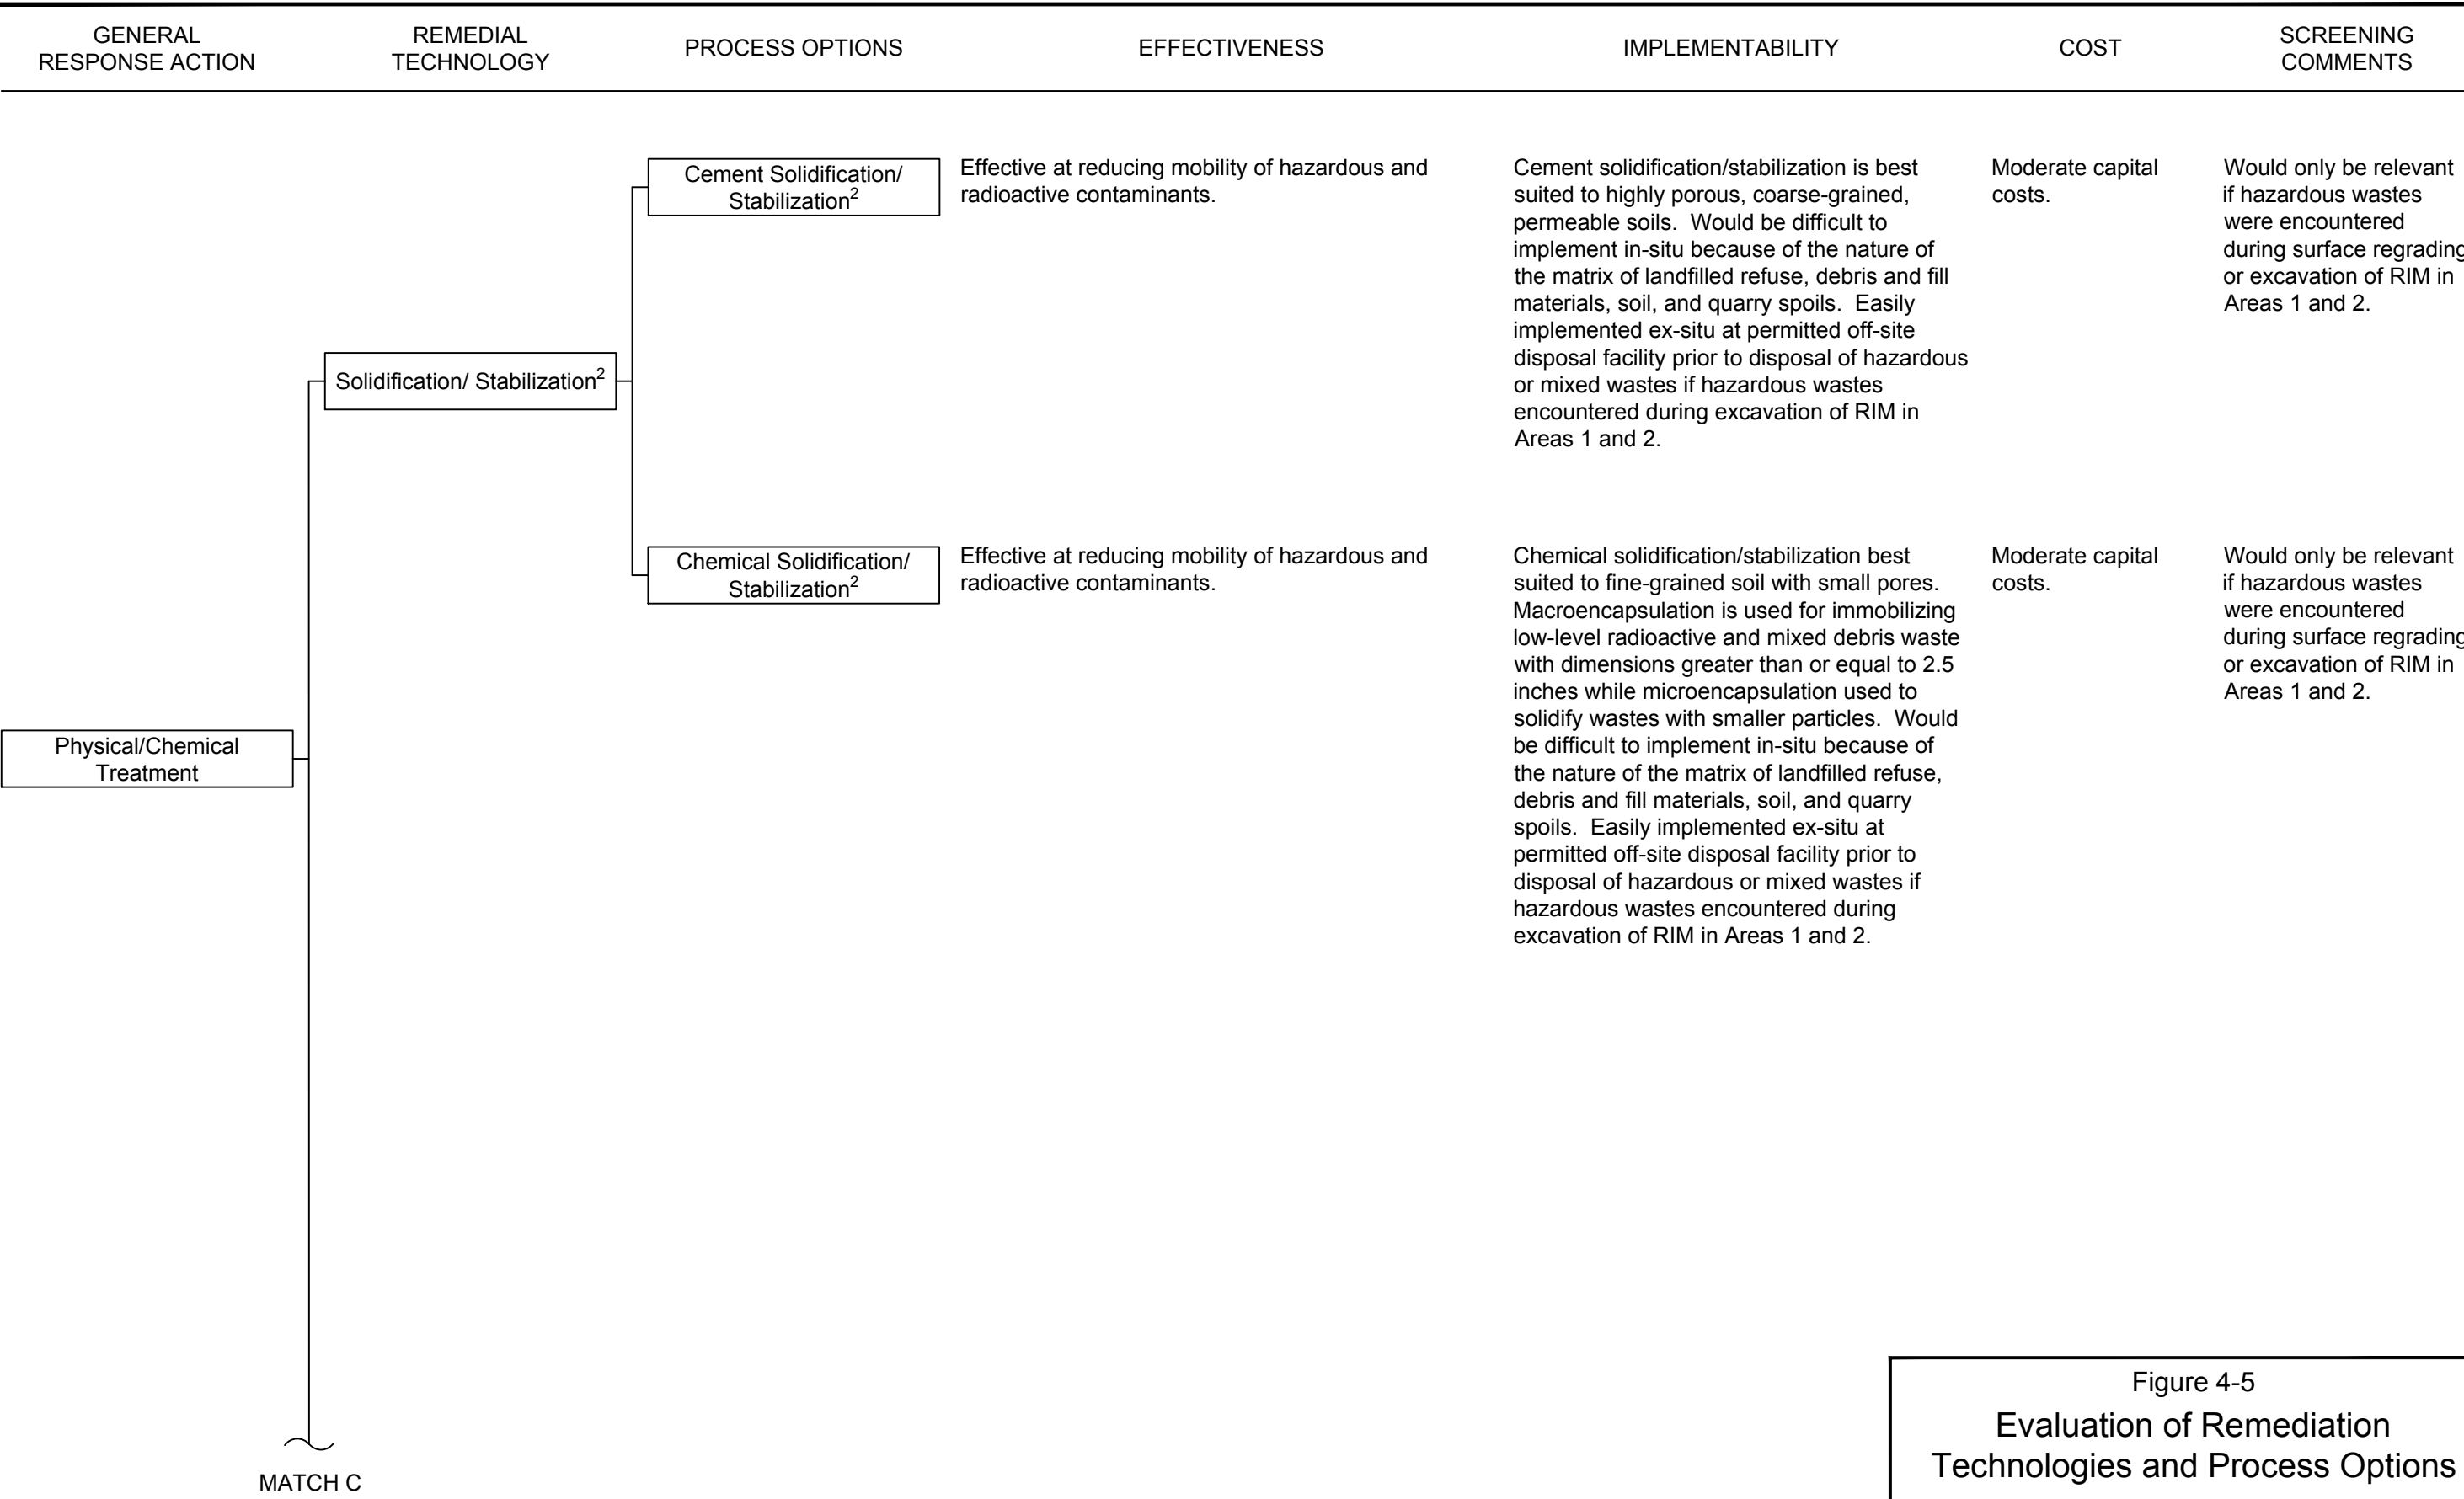 GENERAL
RESPONSE ACTION
REMEDIAL
TECHNOLOGY
PROCESS OPTIONS
EFFECTIVENESS
IMPLEMENTABILITY
COST
SCREENING
COMMENTS
Cement Solidification/
Stabilization²
Effective at reducing mobility of hazardous and
radioactive contaminants.
Cement solidification/stabilization is best
suited to highly porous, coarse-grained,
permeable soils. Would be difficult to
implement in-situ because of the nature of
the matrix of landfilled refuse, debris and fill
materials, soil, and quarry spoils. Easily
implemented ex-situ at permitted off-site
disposal facility prior to disposal of hazardous
or mixed wastes if hazardous wastes
encountered during excavation of RIM in
Areas 1 and 2.
Moderate capital
costs.
Would only be relevant
if hazardous wastes
were encountered
during surface regrading
or excavation of RIM in
Areas 1 and 2.
Solidification/ Stabilization²
Chemical Solidification/
Stabilization²
Effective at reducing mobility of hazardous and
radioactive contaminants.
Chemical solidification/stabilization best
suited to fine-grained soil with small pores.
Macroencapsulation is used for immobilizing
low-level radioactive and mixed debris waste
with dimensions greater than or equal to 2.5
inches while microencapsulation used to
solidify wastes with smaller particles. Would
be difficult to implement in-situ because of
the nature of the matrix of landfilled refuse,
debris and fill materials, soil, and quarry
spoils. Easily implemented ex-situ at
permitted off-site disposal facility prior to
disposal of hazardous or mixed wastes if
hazardous wastes encountered during
excavation of RIM in Areas 1 and 2.
Moderate capital
costs.
Would only be relevant
if hazardous wastes
were encountered
during surface regrading
or excavation of RIM in
Areas 1 and 2.
Physical/Chemical
Treatment
MATCH C
Figure 4-5
Evaluation of Remediation
Technologies and Process Options